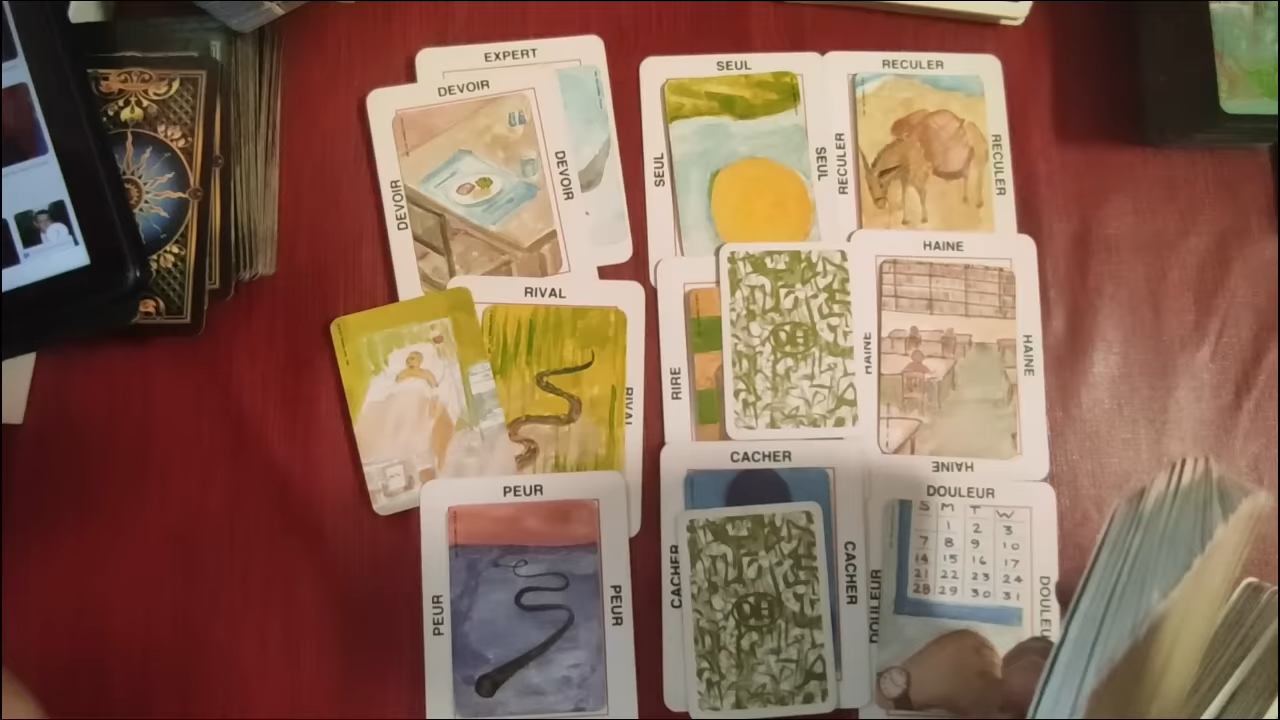 EXPERT
DEVOIR
DEVOIR
DEVOIR
SEUL
SEUL
SEUL
RECULER
RECULER
RECULER
RIVAL
RIVAL
RIRE
HAINE
HAINE
HAINE
HAINE
PEUR
PEUR
PEUR
CACHER
CACHER
CACHER
DOULEUR
DOULEUR
DOULEU
S M T W
1 2 3
7 8 9 10
14 15 16 17
21 22 23 24
28 29 30 31